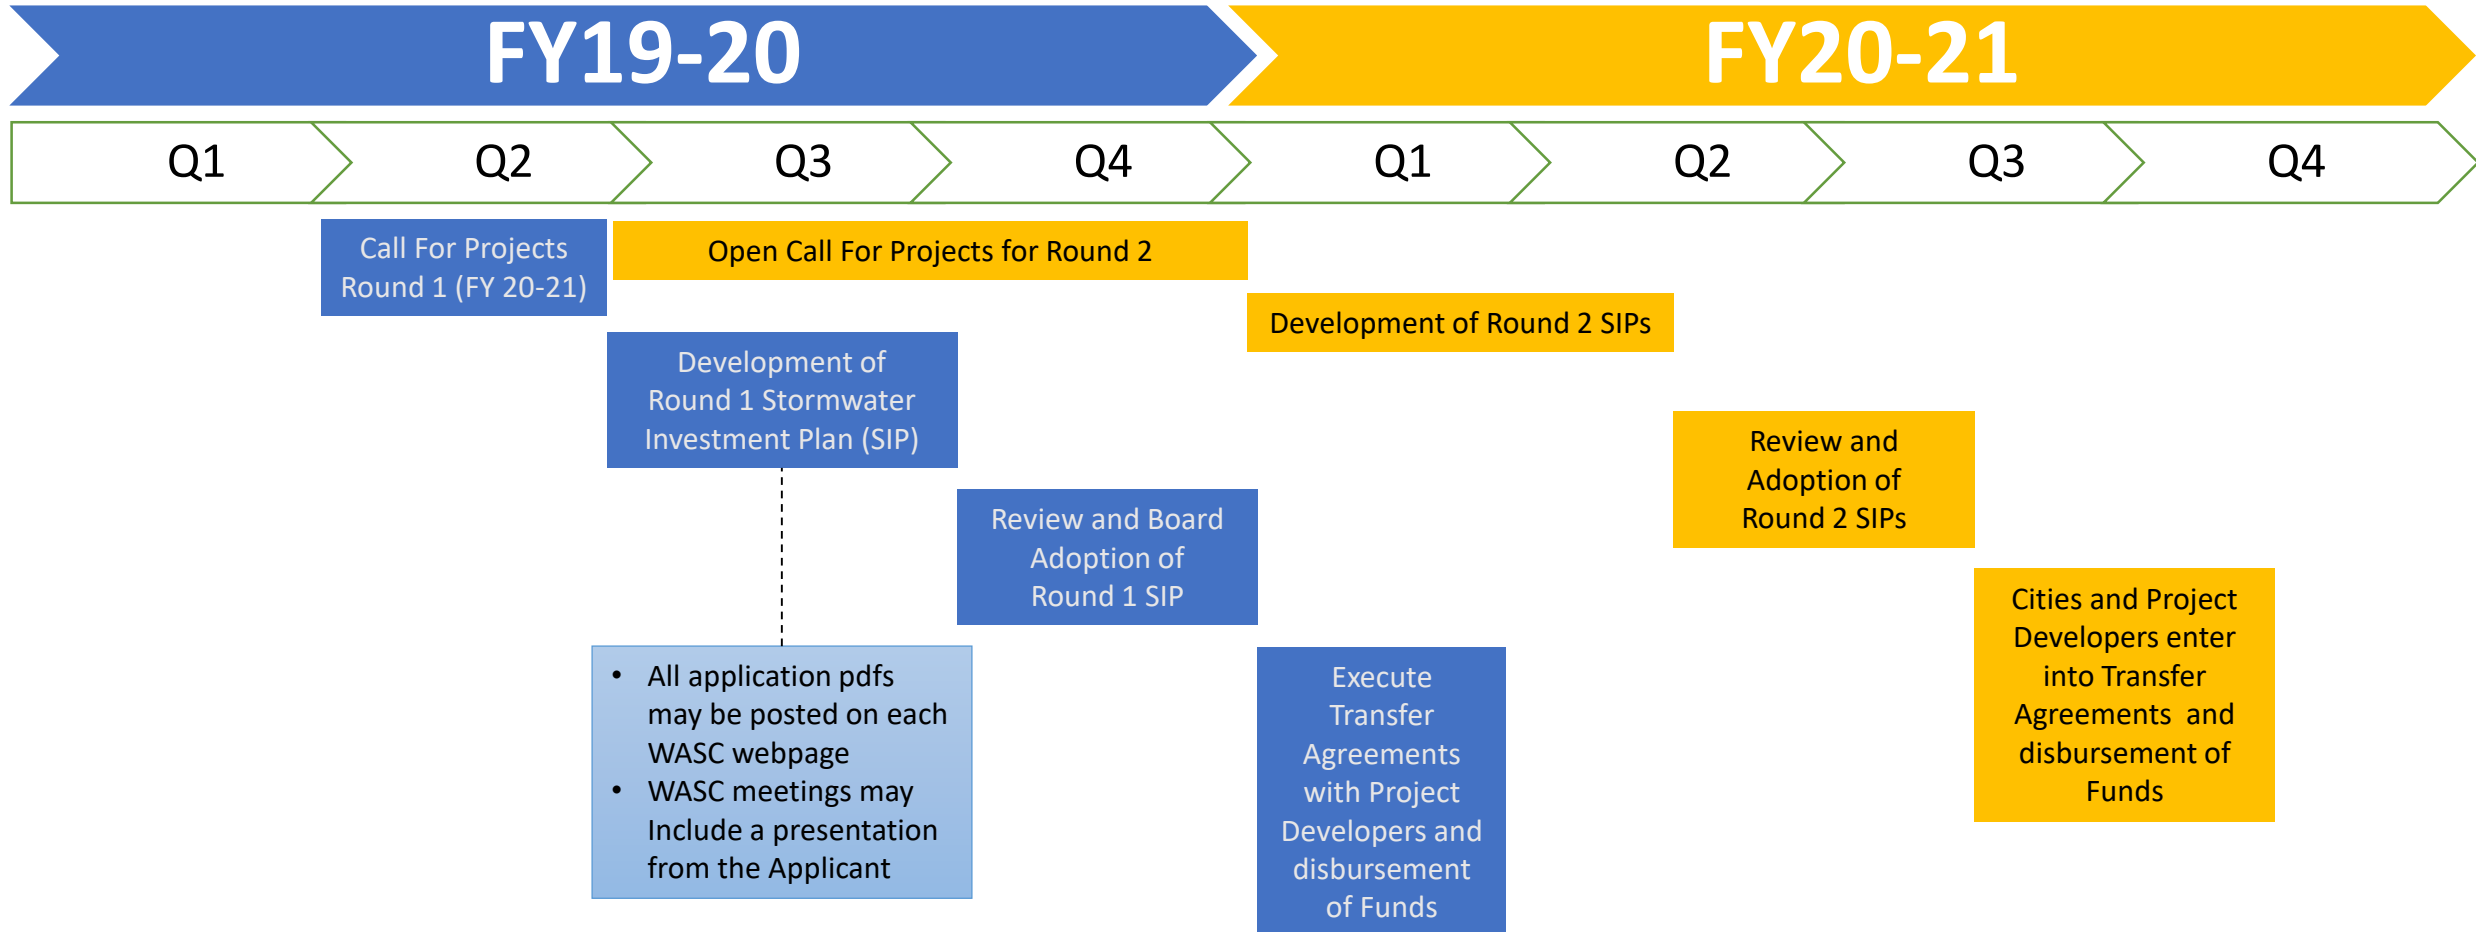 FY19-20
FY20-21
Q1
Q2
Q3
Q4
Q1
Q2
Q3
Q4
Call For Projects
Round 1 (FY 20-21)
Open Call For Projects for Round 2
Development of Round 2 SIPs
Development of
Round 1 Stormwater
Investment Plan (SIP)
Review and
Adoption of
Round 2 SIPs
Review and Board
Adoption of
Round 1 SIP
Cities and Project
Developers enter
into Transfer
Agreements and
disbursement of
Funds
• All application pdfs
may be posted on each
WASC webpage
• WASC meetings may
Include a presentation
from the Applicant
Execute
Transfer
Agreements
with Project
Developers and
disbursement
of Funds